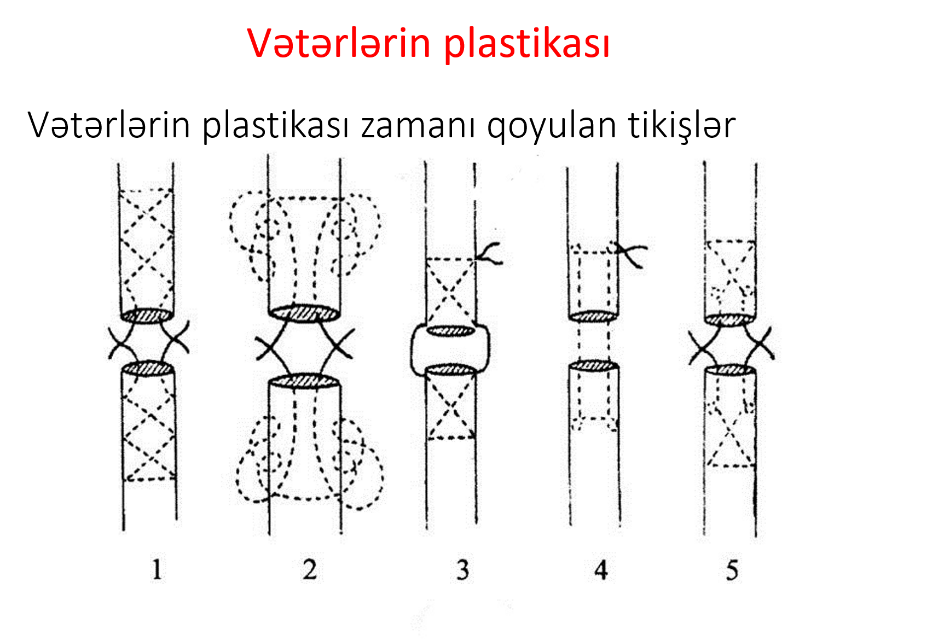 Vətərlərin plastikası
Vətərlərin plastikası zamanı qoyulan tikişlər
1 2 3 4 5